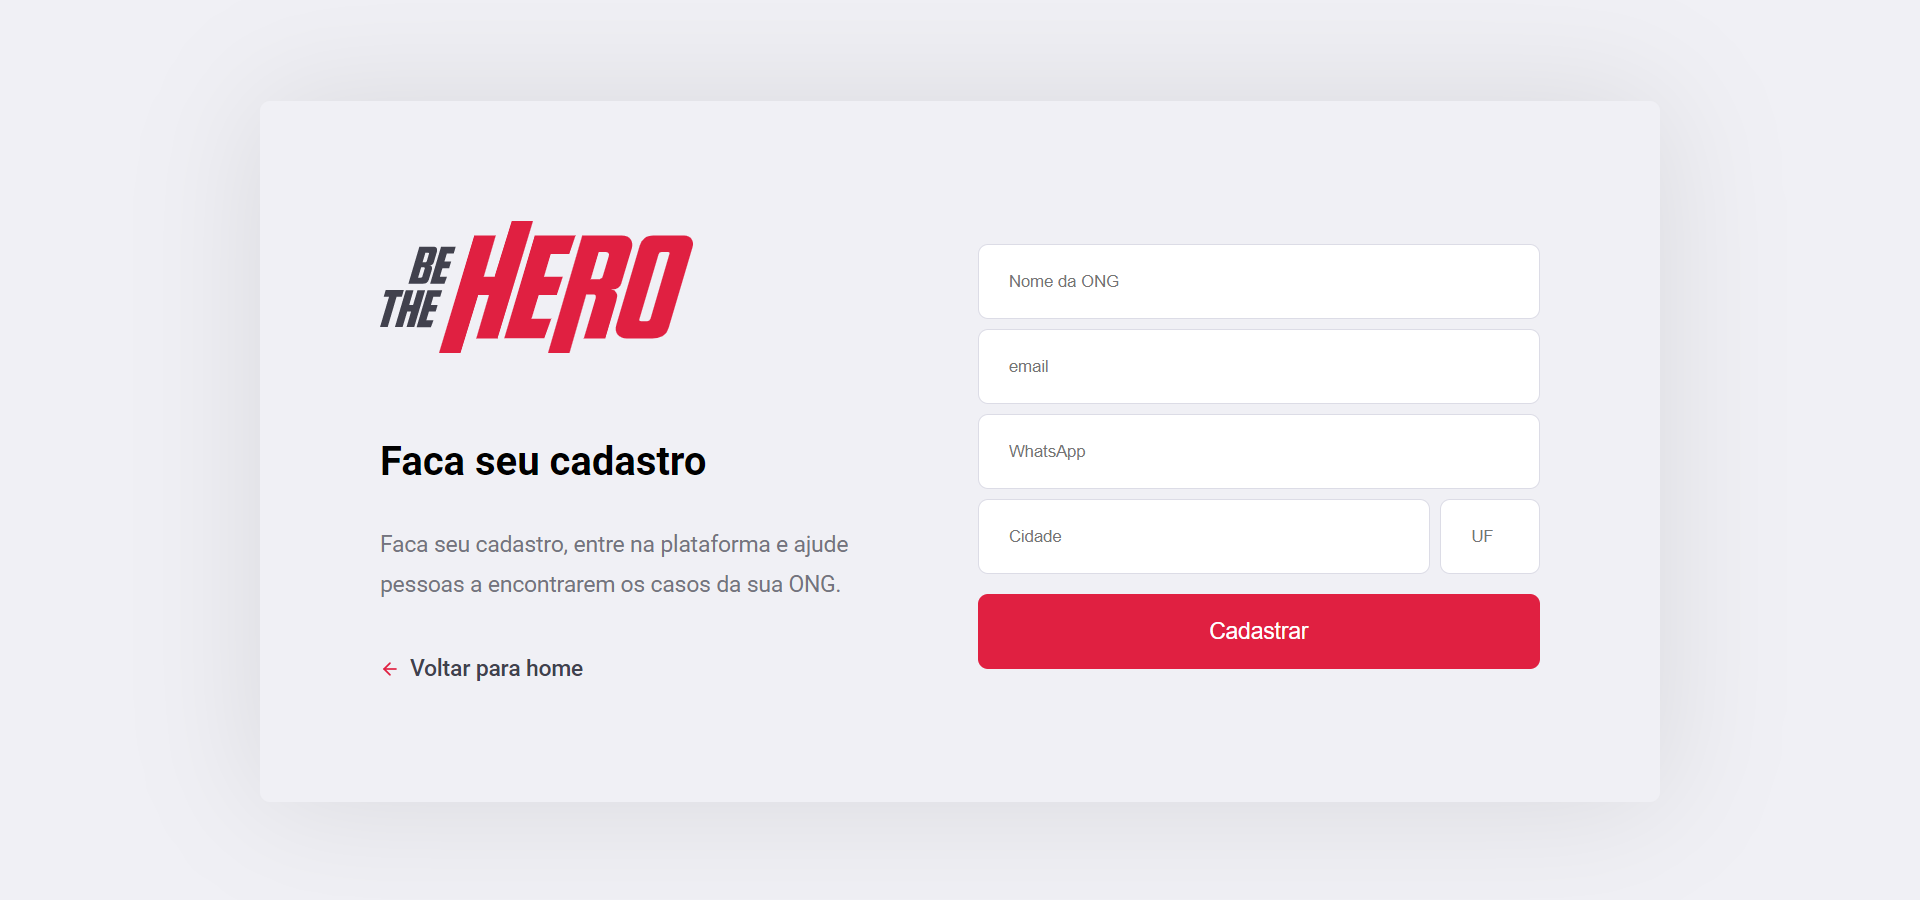 BE
THE
HERO
Faca seu cadastro
Faca seu cadastro, entre na plataforma e ajude
pessoas a encontrarem os casos da sua ONG.
Voltar para home
Nome da ONG
email
WhatsApp
Cidade
UF
Cadastrar